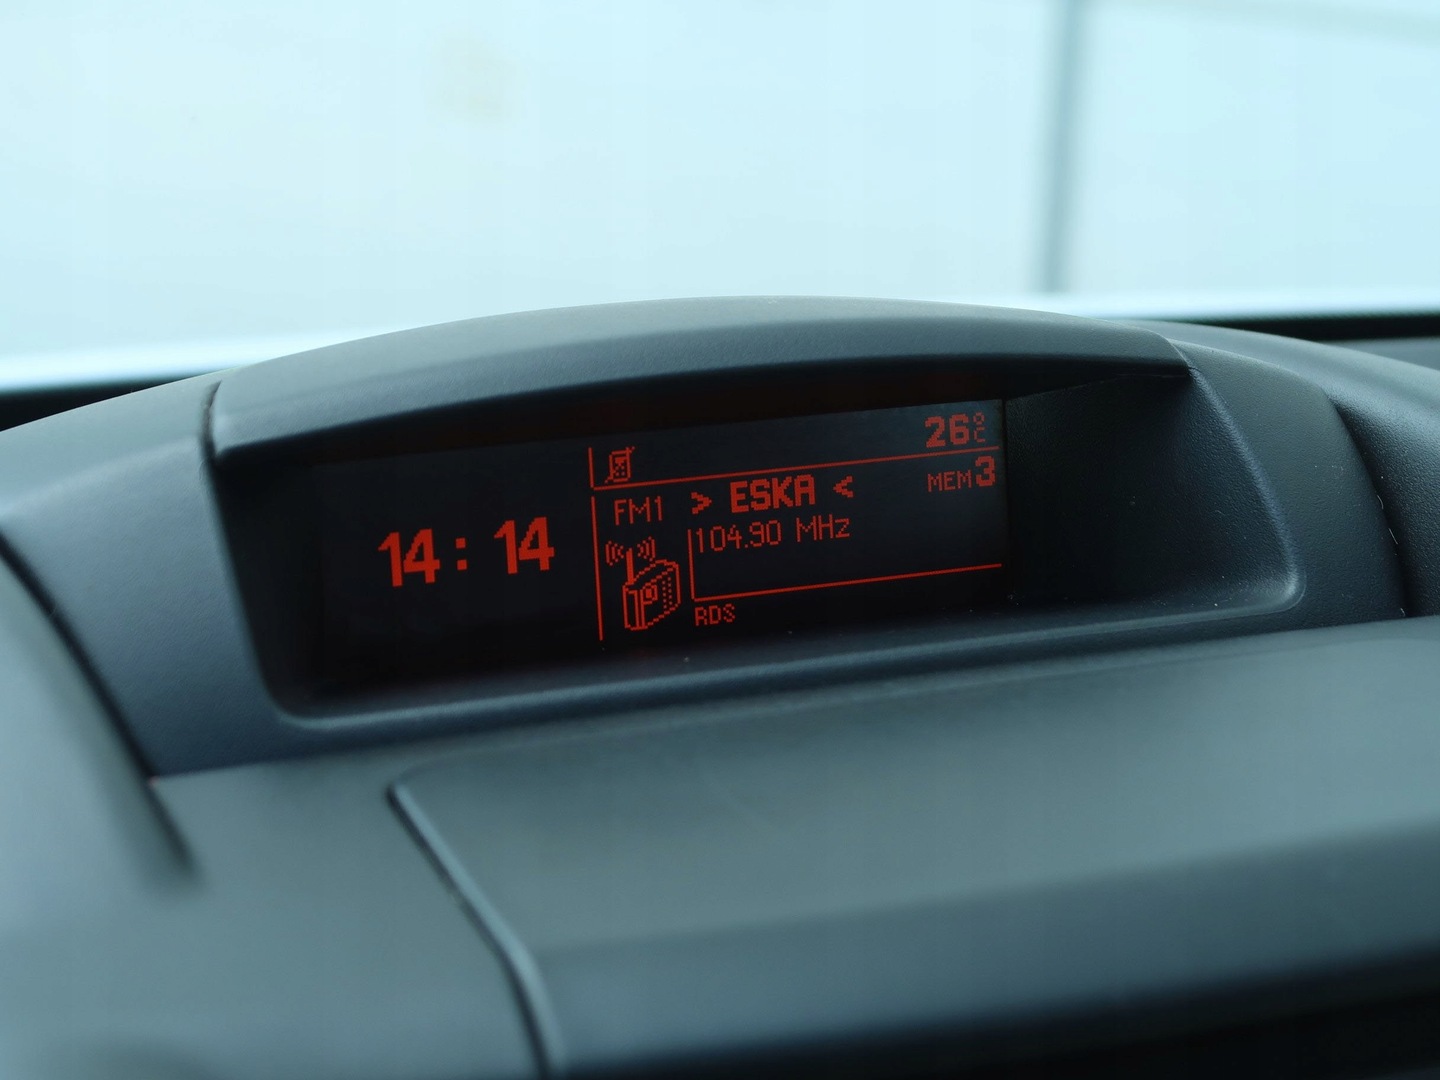 26°C
14:14
FM1 > ESKA < MEM3
104.90 MHz
RDS